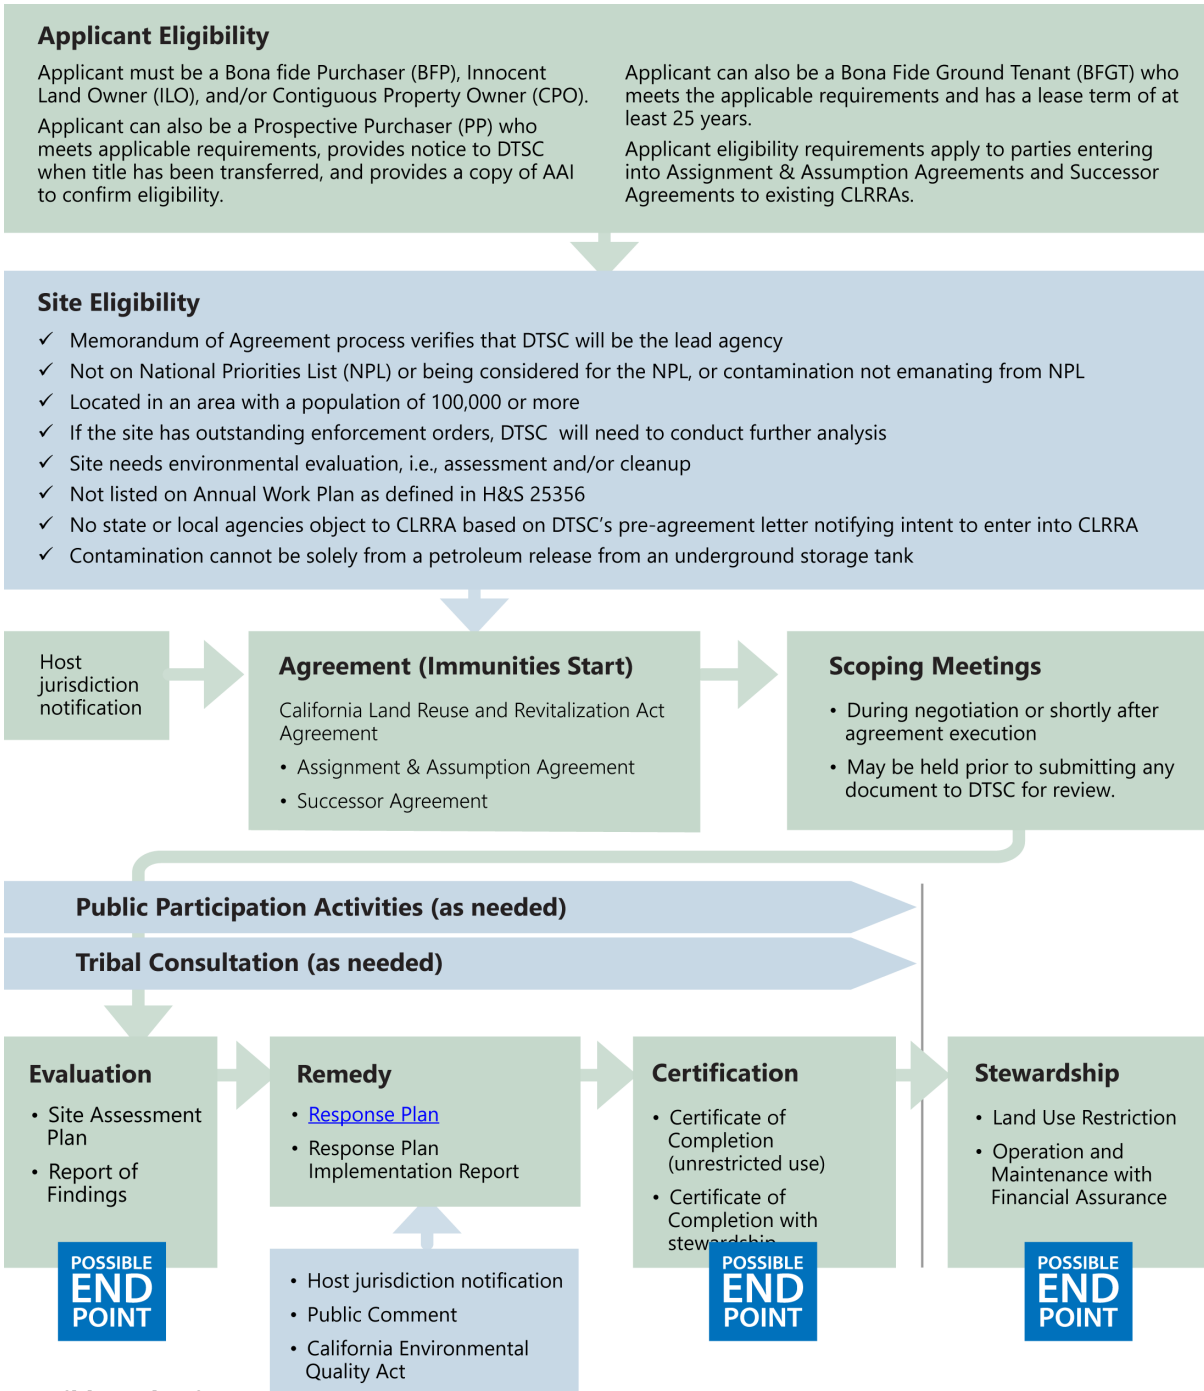 Applicant Eligibility
Applicant must be a Bona fide Purchaser (BFP), Innocent
Land Owner (ILO), and/or Contiguous Property Owner (CPO).
Applicant can also be a Prospective Purchaser (PP) who
meets applicable requirements, provides notice to DTSC
when title has been transferred, and provides a copy of AAI
to confirm eligibility.
Applicant can also be a Bona Fide Ground Tenant (BFGT) who
meets the applicable requirements and has a lease term of at
least 25 years.
Applicant eligibility requirements apply to parties entering
into Assignment & Assumption Agreements and Successor
Agreements to existing CLRRAs.
Site Eligibility
✓ Memorandum of Agreement process verifies that DTSC will be the lead agency
✓ Not on National Priorities List (NPL) or being considered for the NPL, or contamination not emanating from NPL
✓ Located in an area with a population of 100,000 or more
✓ If the site has outstanding enforcement orders, DTSC will need to conduct further analysis
✓ Site needs environmental evaluation, i.e., assessment and/or cleanup
✓ Not listed on Annual Work Plan as defined in H&S 25356
✓ No state or local agencies object to CLRRA based on DTSC's pre-agreement letter notifying intent to enter into CLRRA
✓ Contamination cannot be solely from a petroleum release from an underground storage tank
Host
jurisdiction
notification
Agreement (Immunities Start)
California Land Reuse and Revitalization Act
Agreement
• Assignment & Assumption Agreement
• Successor Agreement
Scoping Meetings
• During negotiation or shortly after
agreement execution
• May be held prior to submitting any
document to DTSC for review.
Public Participation Activities (as needed)
Tribal Consultation (as needed)
Evaluation
• Site Assessment
Plan
• Report of
Findings
POSSIBLE
END
POINT
Remedy
• Response Plan
• Response Plan
Implementation Report
• Host jurisdiction notification
• Public Comment
• California Environmental
Quality Act
Certification
• Certificate of
Completion
(unrestricted use)
• Certificate of
Completion with
stewardship
POSSIBLE
END
POINT
Stewardship
• Land Use Restriction
• Operation and
Maintenance with
Financial Assurance
POSSIBLE
END
POINT